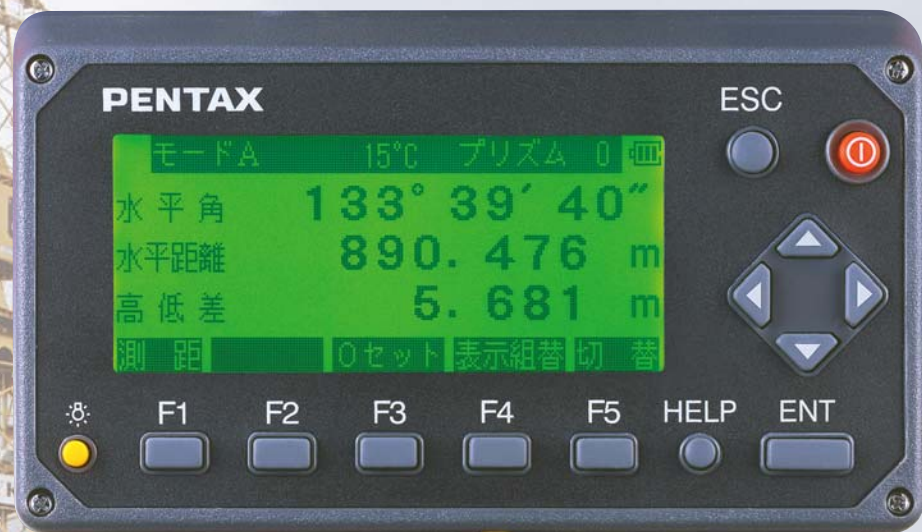 PENTAX
ESC
モードA 15℃ プリズム 0
水平角 133° 39′ 40″
水平距離 890.476 m
高低差 5.681 m
測距 0セット 表示組替 切替
F1 F2 F3 F4 F5 HELP ENT